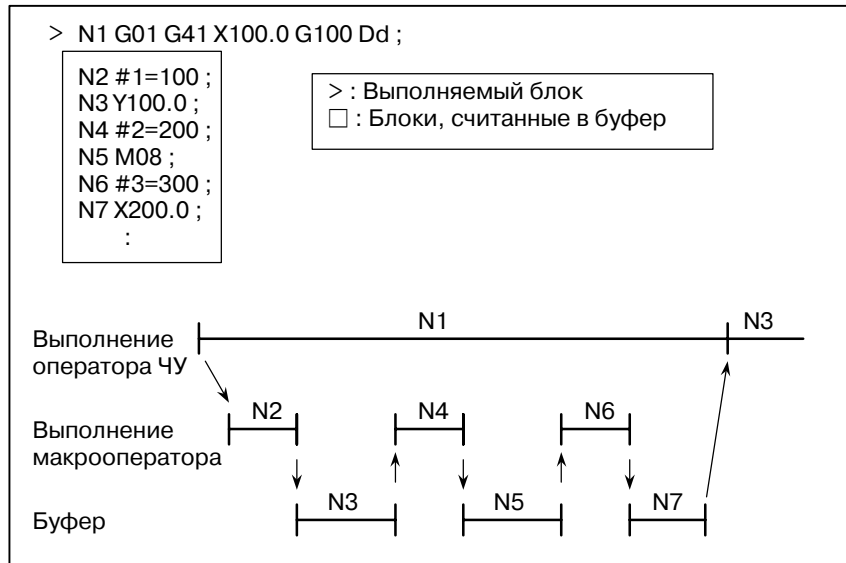 > N1 G01 G41 X100.0 G100 Dd ;
N2 #1=100 ;
N3 Y100.0 ;
N4 #2=200 ;
N5 M08 ;
N6 #3=300 ;
N7 X200.0 ;
:
> : Выполняемый блок
□ : Блоки, считанные в буфер
N1 N3
Выполнение
оператора ЧУ
N2 N4 N6
Выполнение
макрооператора
N3 N5 N7
Буфер